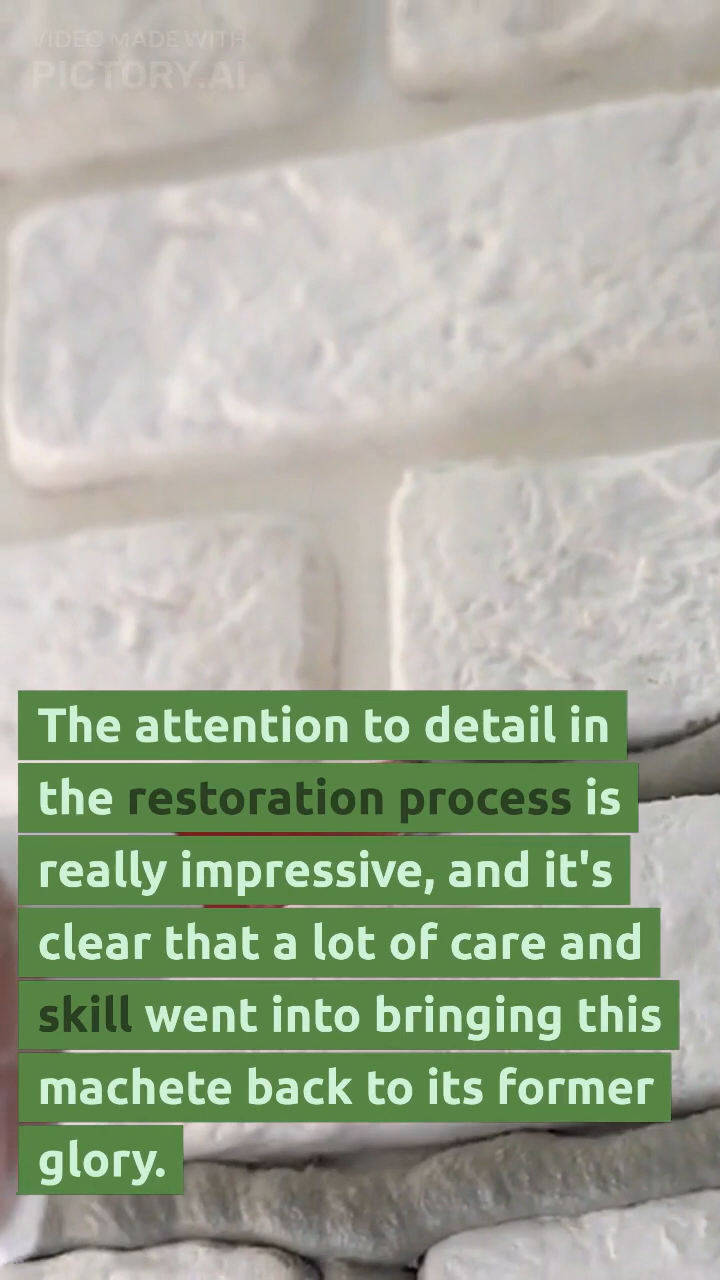 VIDEO MADE WITH
PICTORY.AI
The attention to detail in
the restoration process is
really impressive, and it's
clear that a lot of care and
skill went into bringing this
machete back to its former
glory.